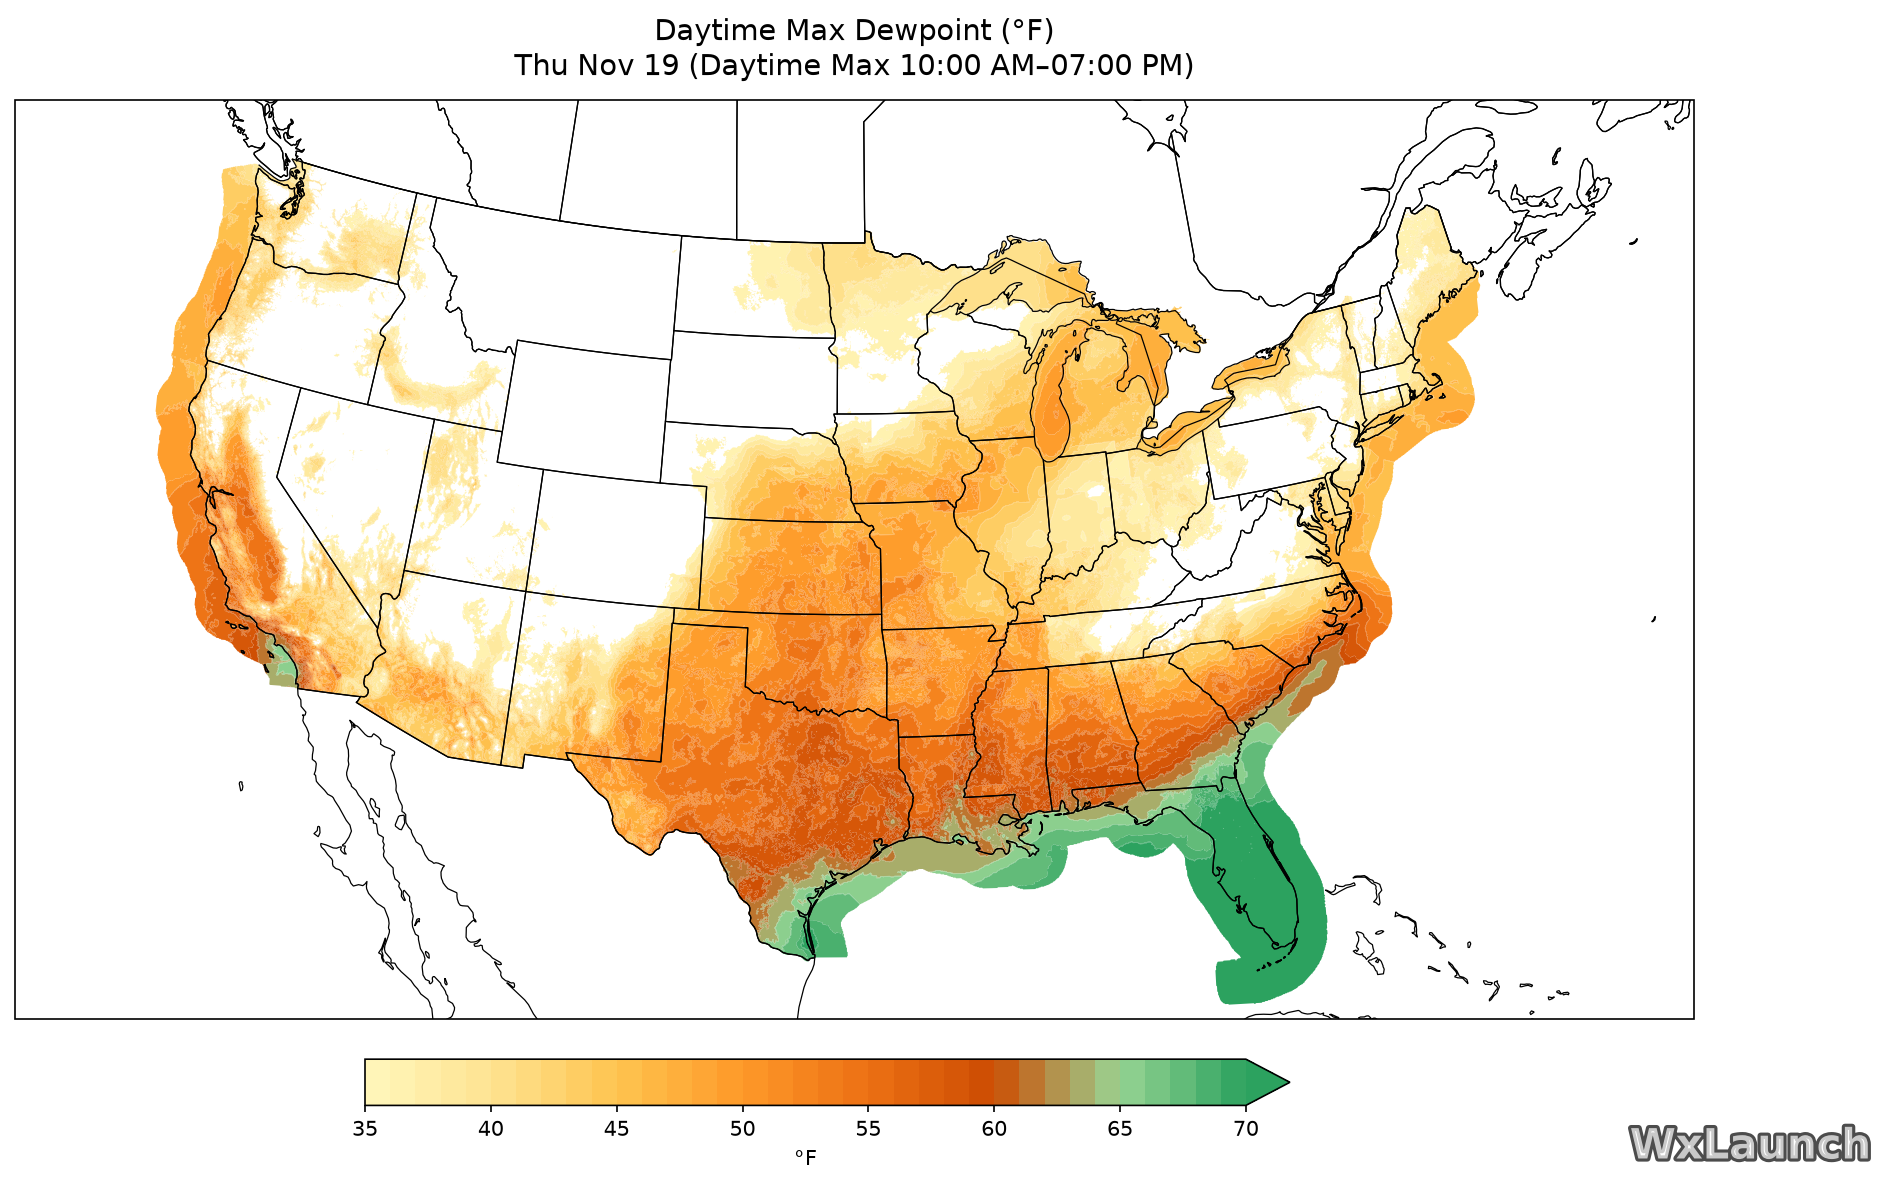 Daytime Max Dewpoint (°F)
Thu Nov 19 (Daytime Max 10:00 AM–07:00 PM)
35 40 45 50 55 60 65 70
°F
WxLaunch